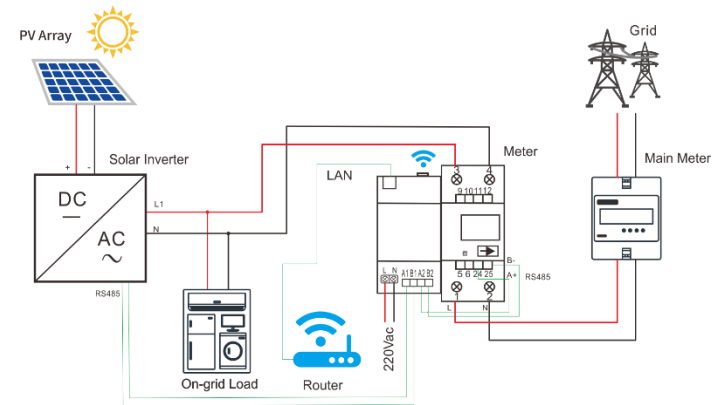 PV Array
Grid
+ -
Solar Inverter
Meter
Main Meter
LAN
DC
AC
L1
N
3 4
9 10 11 12
L N
A1 B1 A2 B2
5 6 24 25
B-
A+
RS485
1 2
L N
RS485
220Vac
On-grid Load
Router